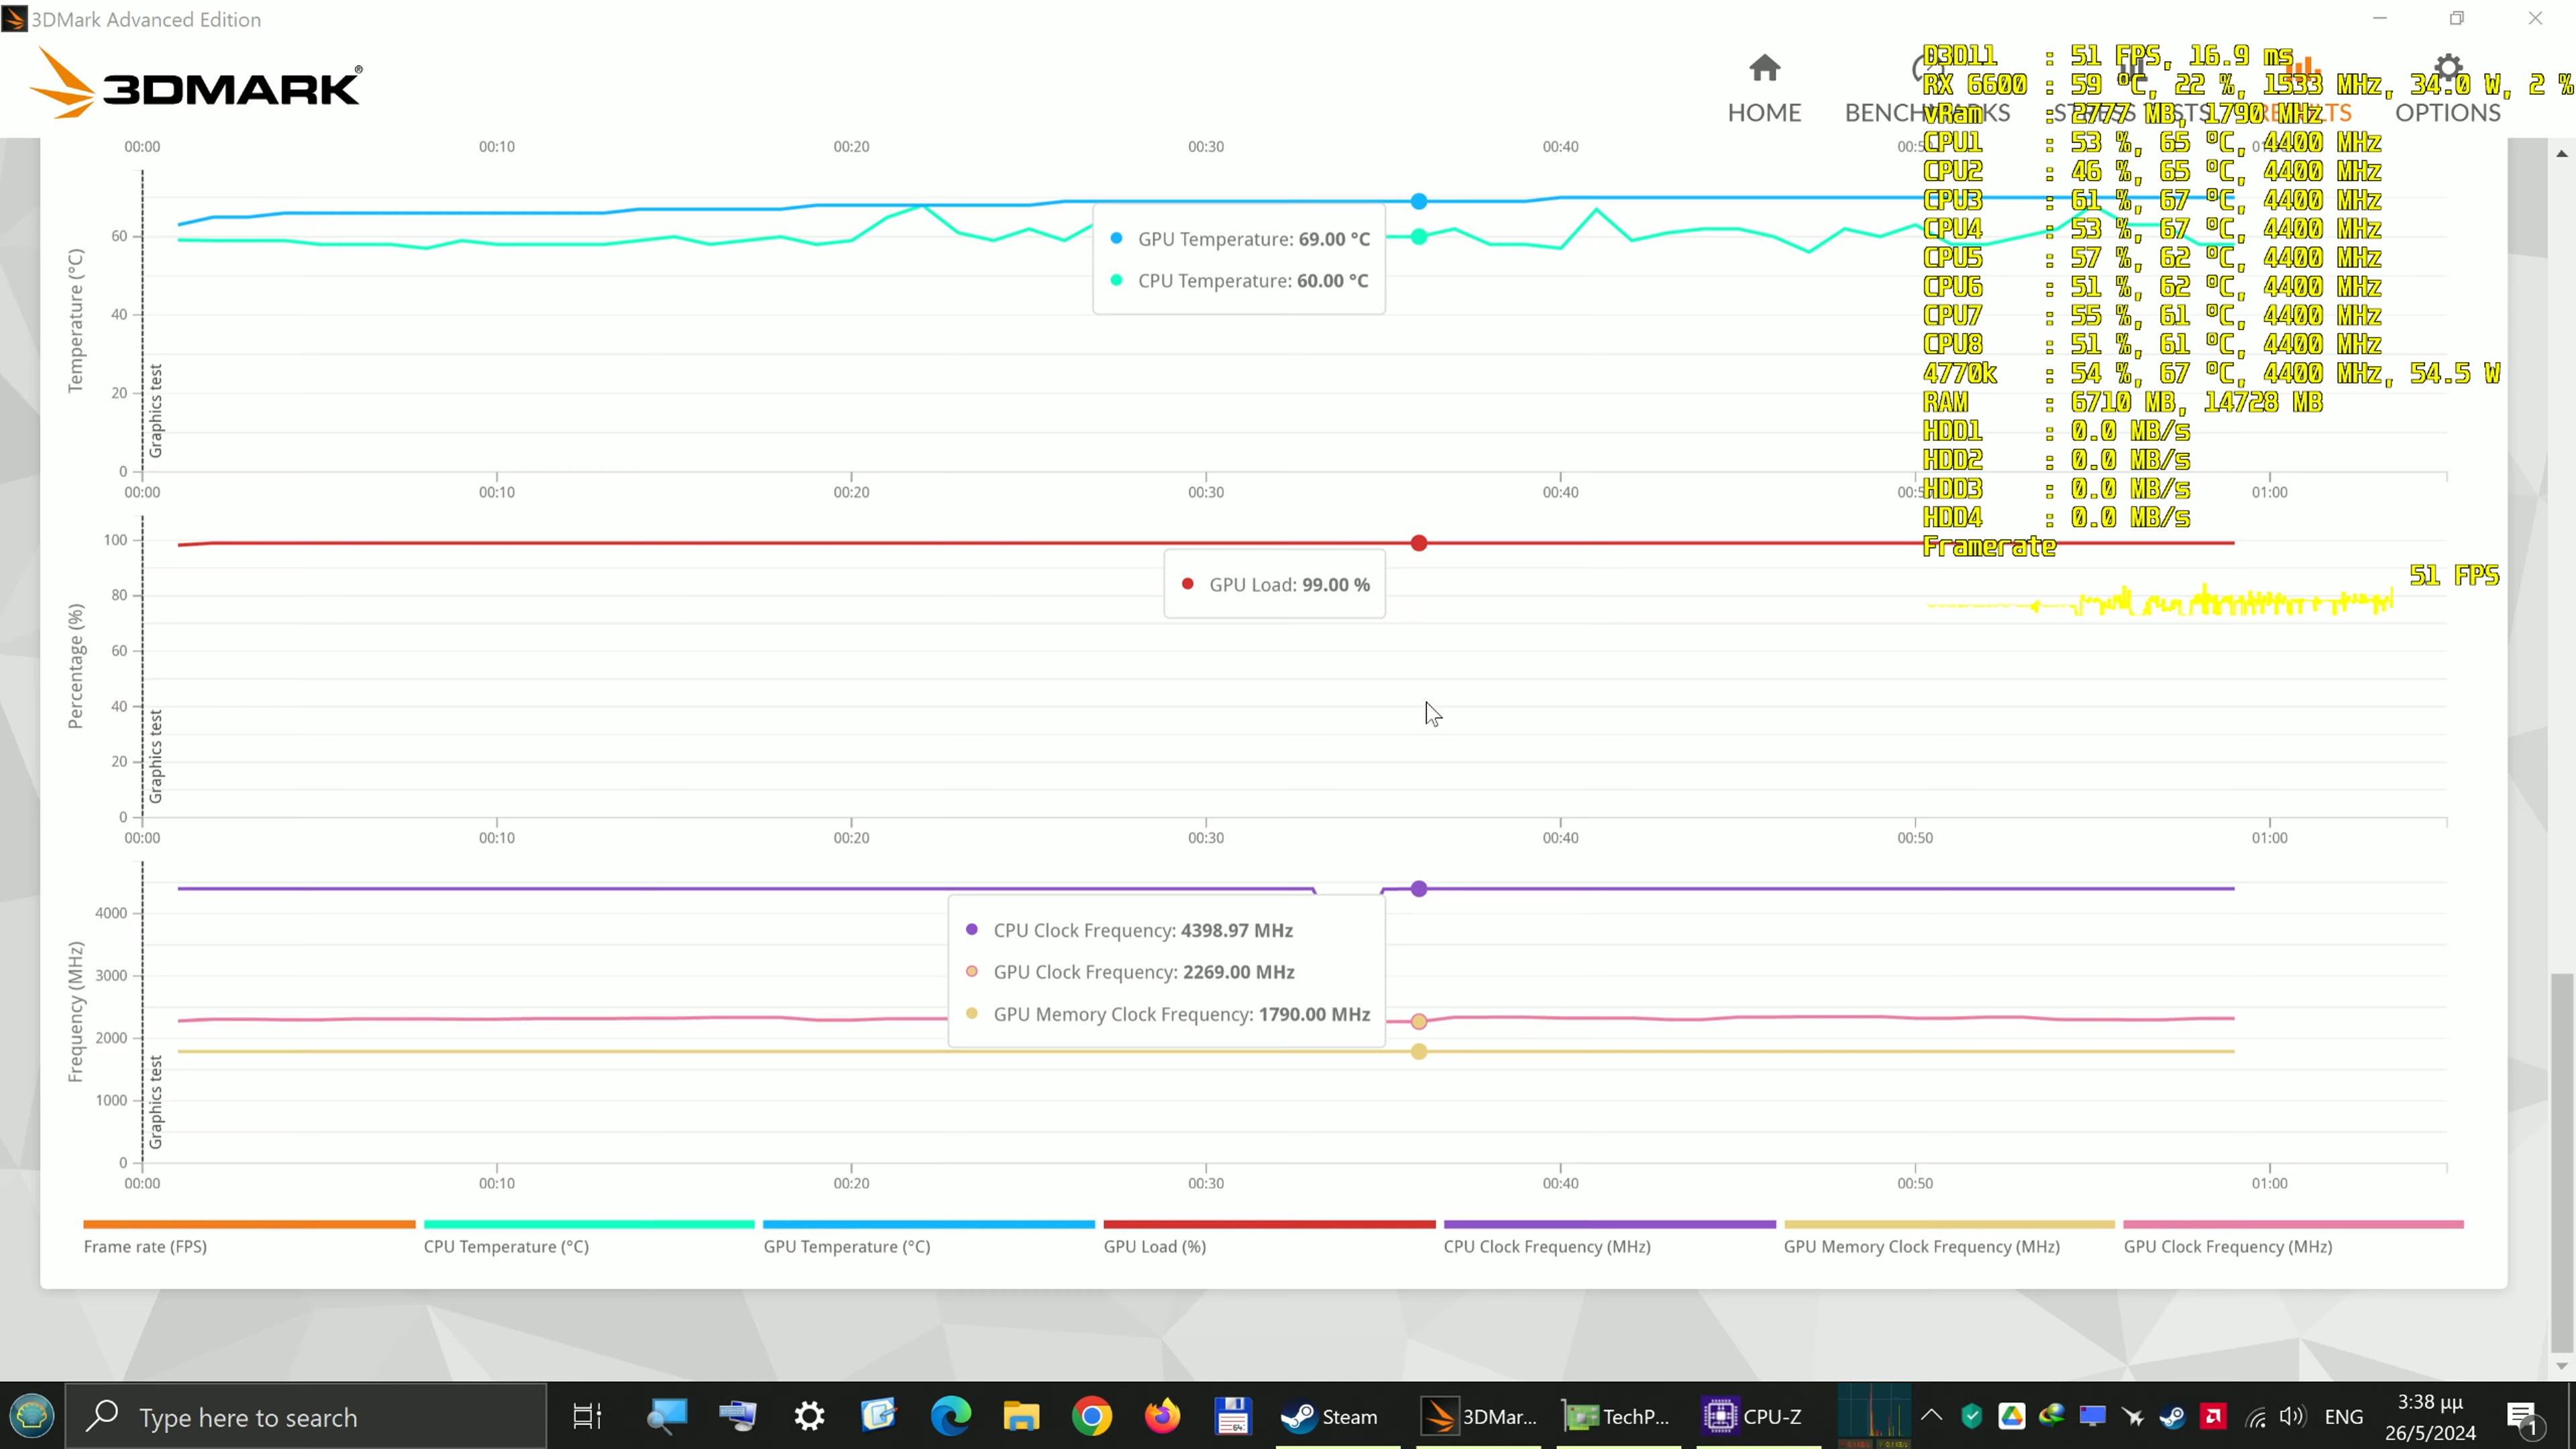 3DMark Advanced Edition
3DMARK®
HOME
BENCHMARKS
OPTIONS
D3D11 : 51 FPS, 16.9 ms
RX 6600 : 59 ºC, 22 %, 1533 MHz, 34.0 W, 2 %
vRam : 2777 MB, 1790 MHz
CPU1 : 53 %, 65 ºC, 4400 MHz
CPU2 : 46 %, 65 ºC, 4400 MHz
CPU3 : 61 %, 67 ºC, 4400 MHz
CPU4 : 53 %, 67 ºC, 4400 MHz
CPU5 : 57 %, 62 ºC, 4400 MHz
CPU6 : 51 %, 62 ºC, 4400 MHz
CPU7 : 55 %, 61 ºC, 4400 MHz
CPU8 : 51 %, 61 ºC, 4400 MHz
4770k : 54 %, 67 ºC, 4400 MHz, 54.5 W
RAM : 6710 MB, 14728 MB
HDD1 : 0.0 MB/s
HDD2 : 0.0 MB/s
HDD3 : 0.0 MB/s
HDD4 : 0.0 MB/s
Framerate
51 FPS
00:00 00:10 00:20 00:30 00:40
Temperature (°C)
60
40
20
0
Graphics test
GPU Temperature: 69.00 °C
CPU Temperature: 60.00 °C
00:00 00:10 00:20 00:30 00:40 01:00
Percentage (%)
100
80
60
40
20
0
Graphics test
GPU Load: 99.00 %
00:00 00:10 00:20 00:30 00:40 00:50 01:00
Frequency (MHz)
4000
3000
2000
1000
0
Graphics test
CPU Clock Frequency: 4398.97 MHz
GPU Clock Frequency: 2269.00 MHz
GPU Memory Clock Frequency: 1790.00 MHz
00:00 00:10 00:20 00:30 00:40 00:50 01:00
Frame rate (FPS) CPU Temperature (°C) GPU Temperature (°C) GPU Load (%) CPU Clock Frequency (MHz) GPU Memory Clock Frequency (MHz) GPU Clock Frequency (MHz)
Type here to search
Steam
3DMar...
TechP...
CPU-Z
ENG
3:38 μμ
26/5/2024
1